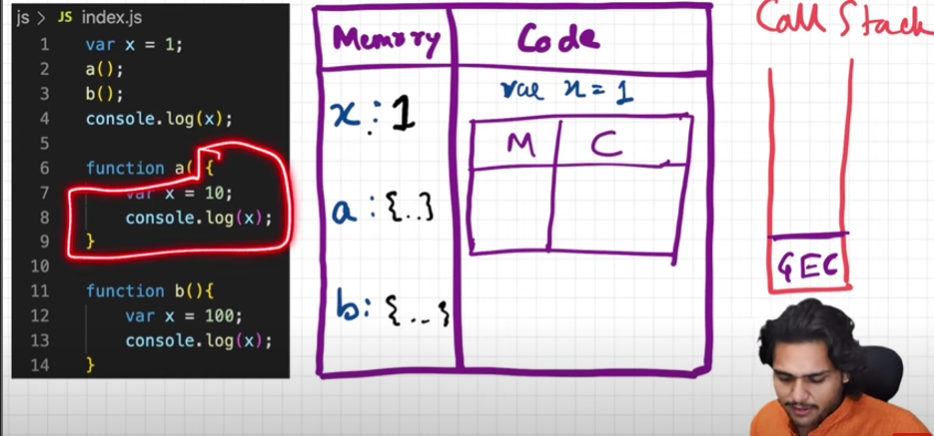 js > JS index.js
1 var x = 1;
2 a();
3 b();
4 console.log(x);
5
6 function a( {
7 var x = 10;
8 console.log(x);
9 }
10
11 function b(){
12 var x = 100;
13 console.log(x);
14 }
Memory
Code
x: 1
a: {..}
b: {..}
var x = 1
M C
Call Stack
GEC